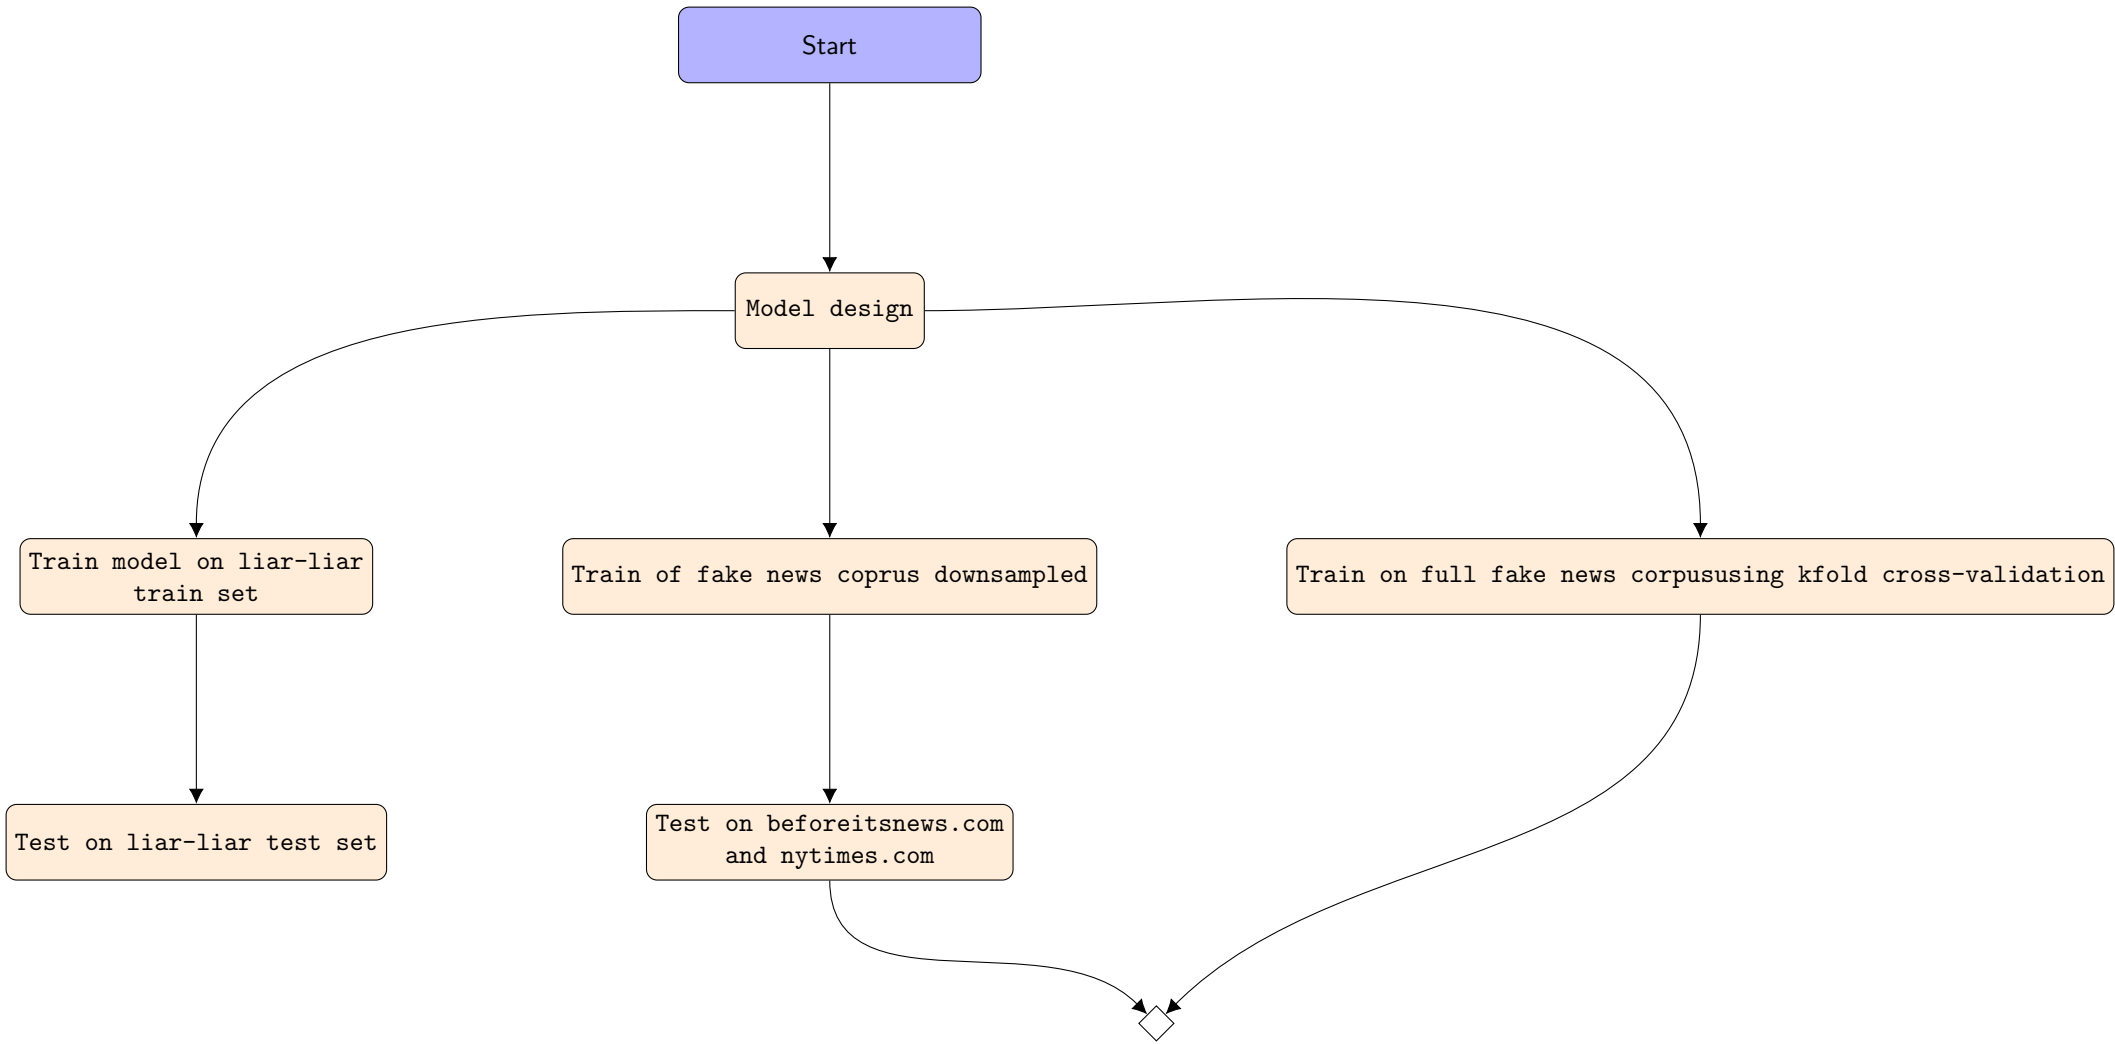 Start
Model design
Train model on liar-liar
train set
Train of fake news coprus downsampled
Train on full fake news corpususing kfold cross-validation
Test on liar-liar test set
Test on beforeitsnews.com
and nytimes.com